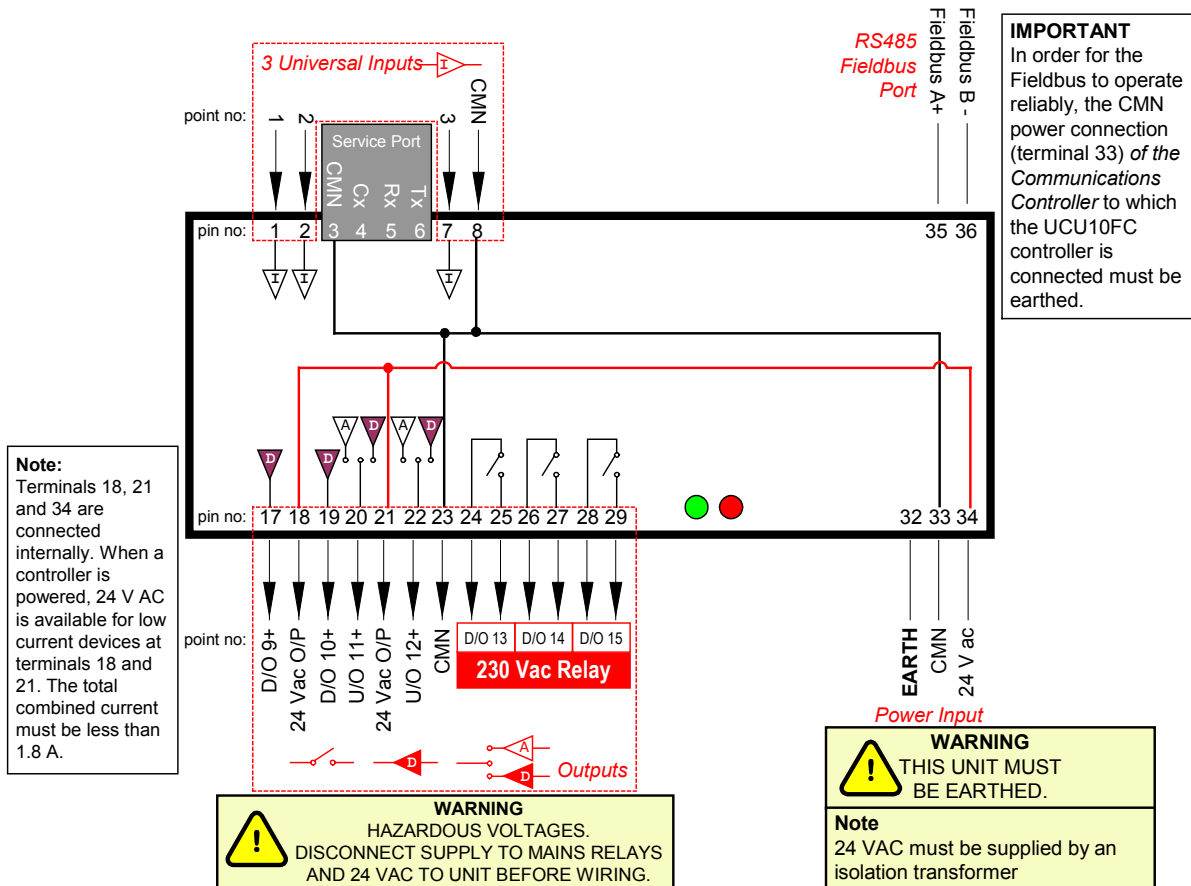 3 Universal Inputs
I
CMN
point no:
1
2
3
Service Port
CMN
Cx
Rx
Tx
pin no:
1
2
3
4
5
6
7
8
I
I
I
RS485
Fieldbus
Port
Fieldbus A+
Fieldbus B -
35
36
IMPORTANT
In order for the
Fieldbus to operate
reliably, the CMN
power connection
(terminal 33) of the
Communications
Controller to which
the UCU10FC
controller is
connected must be
earthed.
Note:
Terminals 18, 21
and 34 are
connected
internally. When a
controller is
powered, 24 V AC
is available for low
current devices at
terminals 18 and
21. The total
combined current
must be less than
1.8 A.
D
D
A
D
A
D
pin no:
17
18
19
20
21
22
23
24
25
26
27
28
29
32
33
34
point no:
D/O 9+
24 Vac O/P
D/O 10+
U/O 11+
24 Vac O/P
U/O 12+
CMN
D/O 13
D/O 14
D/O 15
230 Vac Relay
D
A
D
Outputs
EARTH
CMN
24 V ac
Power Input
WARNING
HAZARDOUS VOLTAGES.
DISCONNECT SUPPLY TO MAINS RELAYS
AND 24 VAC TO UNIT BEFORE WIRING.
WARNING
THIS UNIT MUST
BE EARTHED.
Note
24 VAC must be supplied by an
isolation transformer